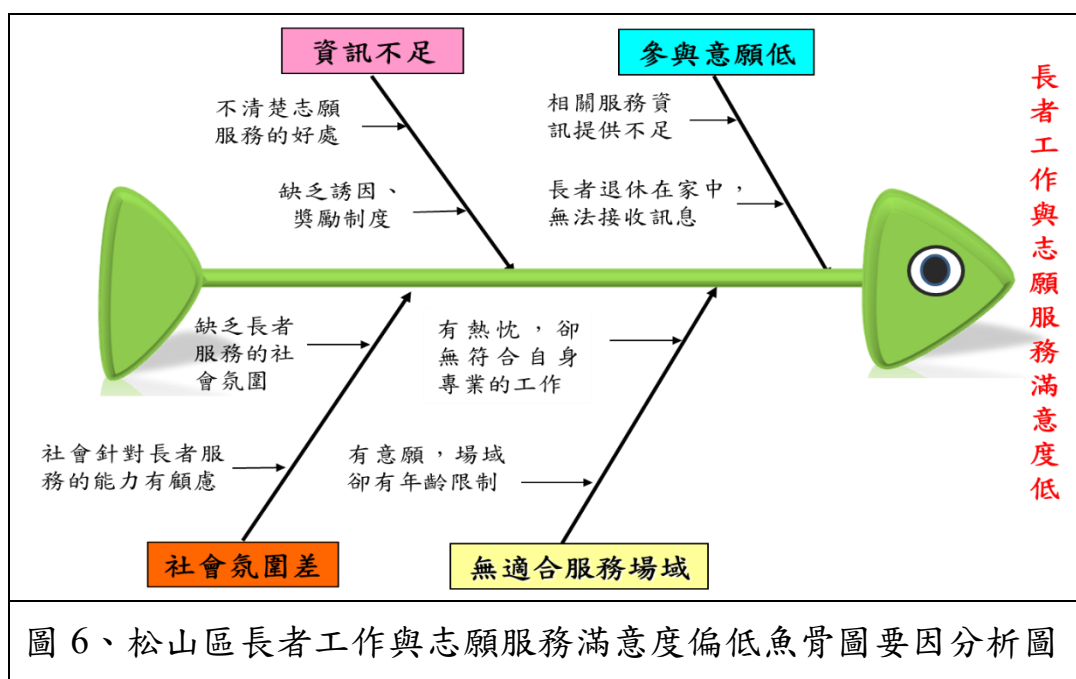 資訊不足
不清楚志願
服務的好處
缺乏誘因、
獎勵制度
參與意願低
相關服務資
訊提供不足
長者退休在家中，
無法接收訊息
缺乏長者
服務的社
會氛圍
社會針對長者服
務的能力有顧慮
社會氛圍差
有熱忱，卻
無符合自身
專業的工作
有意願，場域
卻有年齡限制
無適合服務場域
長者工作與志願服務滿意度低
圖 6、松山區長者工作與志願服務滿意度偏低魚骨圖要因分析圖